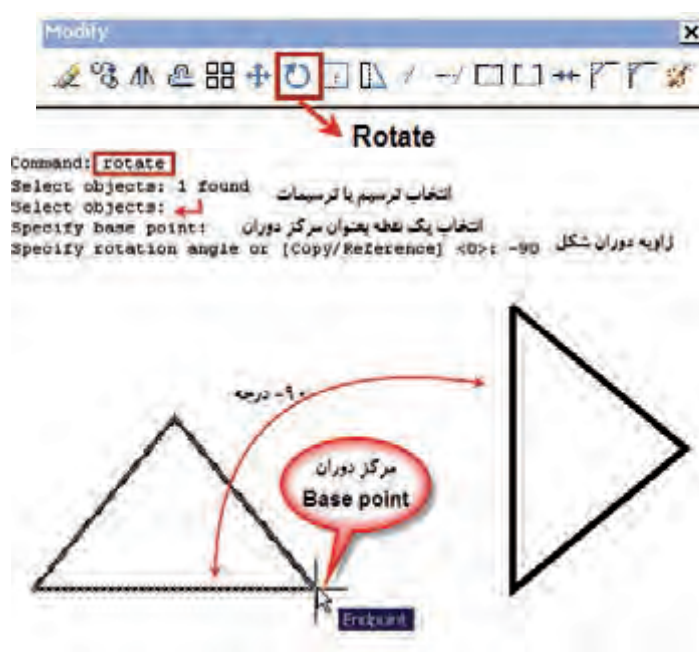 Modify
Rotate
Command: rotate
Select objects: 1 found انتخاب ترسیم یا ترسیمات
Select objects:
Specify base point: انتخاب یک نقطه بعنوان مرکز دوران
Specify rotation angle or [Copy/Reference] <0>: -90 زاویه دوران شکل
-۹۰ درجه
مرکز دوران
Base point
Endpoint